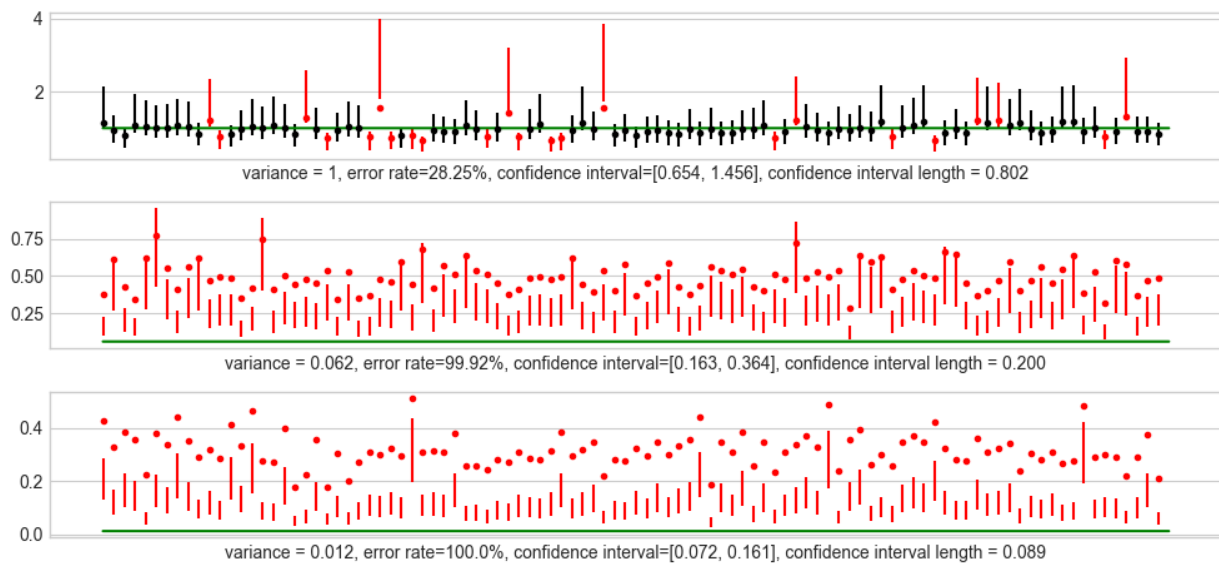 4
2
variance = 1, error rate=28.25%, confidence interval=[0.654, 1.456], confidence interval length = 0.802
0.75
0.50
0.25
variance = 0.062, error rate=99.92%, confidence interval=[0.163, 0.364], confidence interval length = 0.200
0.4
0.2
0.0
variance = 0.012, error rate=100.0%, confidence interval=[0.072, 0.161], confidence interval length = 0.089